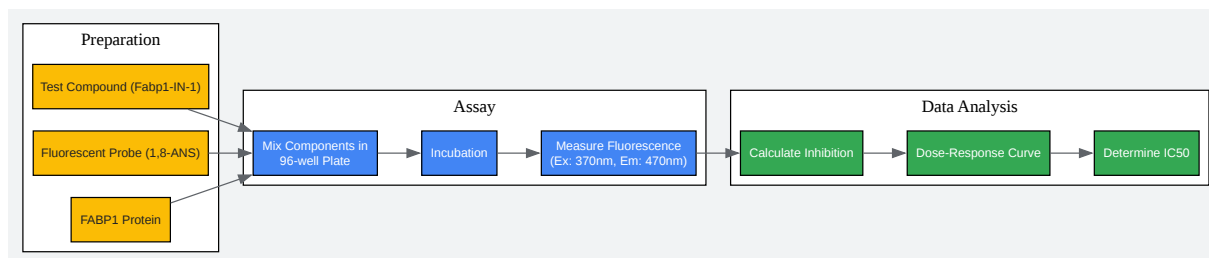 Preparation
Test Compound (Fabp1-IN-1)
Fluorescent Probe (1,8-ANS)
FABP1 Protein
Assay
Mix Components in
96-well Plate
Incubation
Measure Fluorescence
(Ex: 370nm, Em: 470nm)
Data Analysis
Calculate Inhibition
Dose-Response Curve
Determine IC50